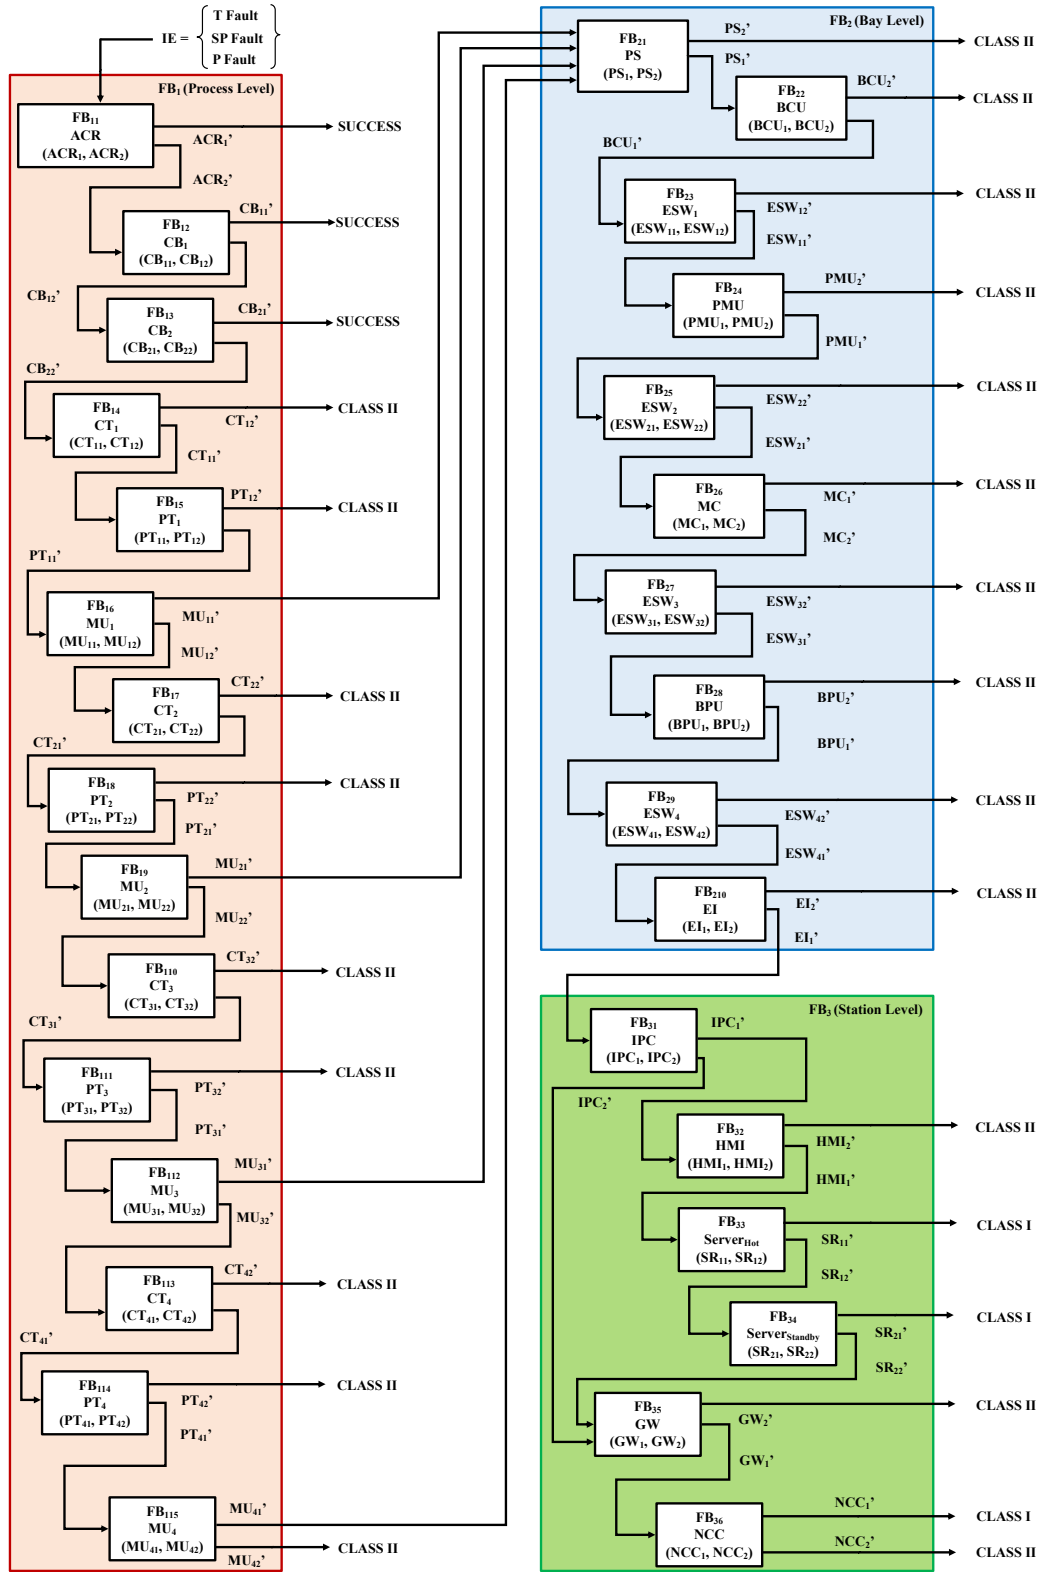 IE =
T Fault
SP Fault
P Fault
FB₁ (Process Level)
FB₁₁
ACR
(ACR₁, ACR₂)
ACR₁’
SUCCESS
ACR₂’
FB₁₂
CB₁
(CB₁₁, CB₁₂)
CB₁₁’
SUCCESS
CB₁₂’
FB₁₃
CB₂
(CB₂₁, CB₂₂)
CB₂₁’
SUCCESS
CB₂₂’
FB₁₄
CT₁
(CT₁₁, CT₁₂)
CT₁₂’
CLASS II
CT₁₁’
FB₁₅
PT₁
(PT₁₁, PT₁₂)
PT₁₂’
CLASS II
PT₁₁’
FB₁₆
MU₁
(MU₁₁, MU₁₂)
MU₁₁’
MU₁₂’
FB₁₇
CT₂
(CT₂₁, CT₂₂)
CT₂₂’
CLASS II
CT₂₁’
FB₁₈
PT₂
(PT₂₁, PT₂₂)
PT₂₂’
CLASS II
PT₂₁’
FB₁₉
MU₂
(MU₂₁, MU₂₂)
MU₂₁’
MU₂₂’
FB₁₁₀
CT₃
(CT₃₁, CT₃₂)
CT₃₂’
CLASS II
CT₃₁’
FB₁₁₁
PT₃
(PT₃₁, PT₃₂)
PT₃₂’
CLASS II
PT₃₁’
FB₁₁₂
MU₃
(MU₃₁, MU₃₂)
MU₃₁’
MU₃₂’
FB₁₁₃
CT₄
(CT₄₁, CT₄₂)
CT₄₂’
CLASS II
CT₄₁’
FB₁₁₄
PT₄
(PT₄₁, PT₄₂)
PT₄₂’
CLASS II
PT₄₁’
FB₁₁₅
MU₄
(MU₄₁, MU₄₂)
MU₄₁’
MU₄₂’
CLASS II
FB₂ (Bay Level)
FB₂₁
PS
(PS₁, PS₂)
PS₂’
CLASS II
PS₁’
FB₂₂
BCU
(BCU₁, BCU₂)
BCU₂’
CLASS II
BCU₁’
FB₂₃
ESW₁
(ESW₁₁, ESW₁₂)
ESW₁₂’
CLASS II
ESW₁₁’
FB₂₄
PMU
(PMU₁, PMU₂)
PMU₂’
CLASS II
PMU₁’
FB₂₅
ESW₂
(ESW₂₁, ESW₂₂)
ESW₂₂’
CLASS II
ESW₂₁’
FB₂₆
MC
(MC₁, MC₂)
MC₁’
CLASS II
MC₂’
FB₂₇
ESW₃
(ESW₃₁, ESW₃₂)
ESW₃₂’
CLASS II
ESW₃₁’
FB₂₈
BPU
(BPU₁, BPU₂)
BPU₂’
CLASS II
BPU₁’
FB₂₉
ESW₄
(ESW₄₁, ESW₄₂)
ESW₄₂’
CLASS II
ESW₄₁’
FB₂₁₀
EI
(EI₁, EI₂)
EI₂’
CLASS II
EI₁’
FB₃ (Station Level)
FB₃₁
IPC
(IPC₁, IPC₂)
IPC₁’
IPC₂’
FB₃₂
HMI
(HMI₁, HMI₂)
HMI₂’
CLASS II
HMI₁’
FB₃₃
Server_Hot
(SR₁₁, SR₁₂)
SR₁₁’
CLASS I
SR₁₂’
FB₃₄
Server_Standby
(SR₂₁, SR₂₂)
SR₂₁’
CLASS I
SR₂₂’
FB₃₅
GW
(GW₁, GW₂)
GW₂’
CLASS II
GW₁’
FB₃₆
NCC
(NCC₁, NCC₂)
NCC₁’
CLASS I
NCC₂’
CLASS II